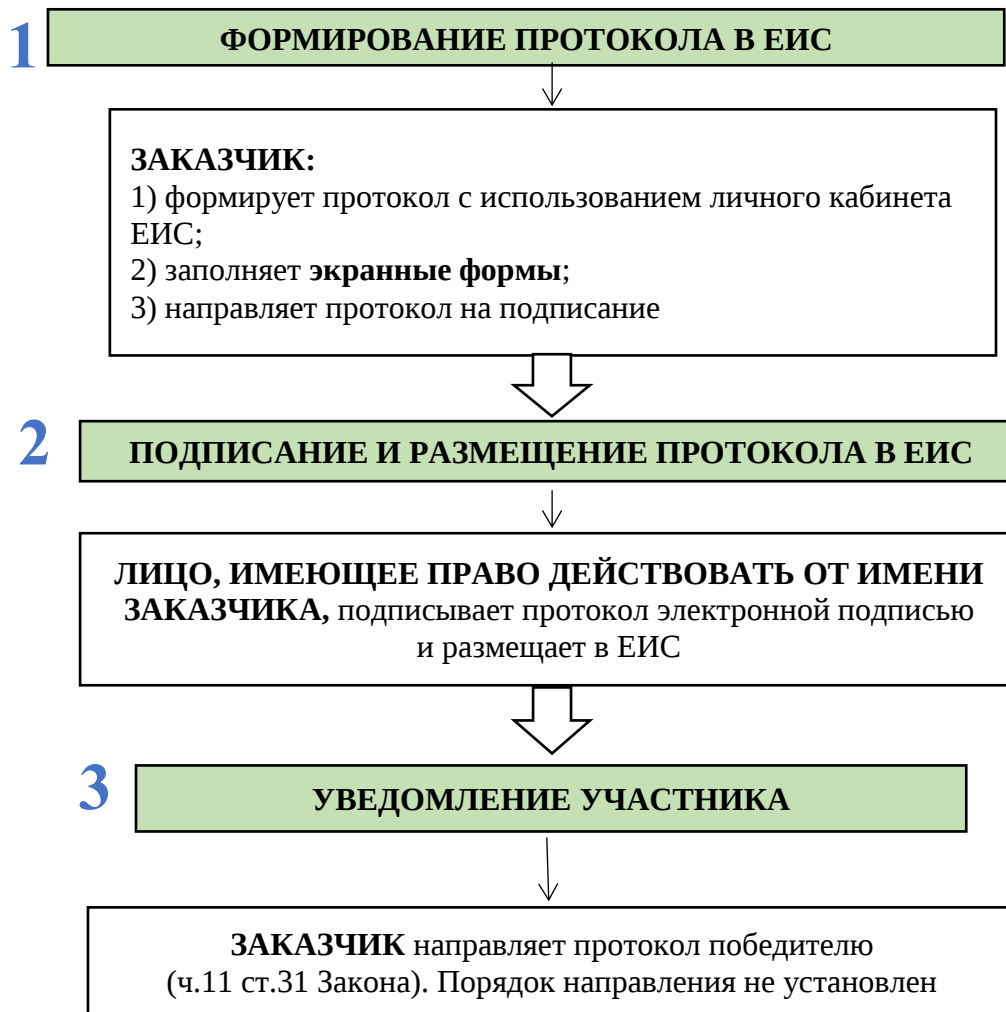 1
ФОРМИРОВАНИЕ ПРОТОКОЛА В ЕИС
ЗАКАЗЧИК:
1) формирует протокол с использованием личного кабинета
ЕИС;
2) заполняет экранные формы;
3) направляет протокол на подписание
2
ПОДПИСАНИЕ И РАЗМЕЩЕНИЕ ПРОТОКОЛА В ЕИС
ЛИЦО, ИМЕЮЩЕЕ ПРАВО ДЕЙСТВОВАТЬ ОТ ИМЕНИ
ЗАКАЗЧИКА, подписывает протокол электронной подписью
и размещает в ЕИС
3
УВЕДОМЛЕНИЕ УЧАСТНИКА
ЗАКАЗЧИК направляет протокол победителю
(ч.11 ст.31 Закона). Порядок направления не установлен